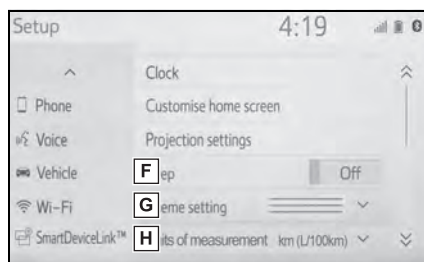 Setup 4:19
Clock
Phone Customise home screen
Voice Projection settings
Vehicle F ep Off
Wi-Fi G eme setting
SmartDeviceLink™ H its of measurement km (L/100km)